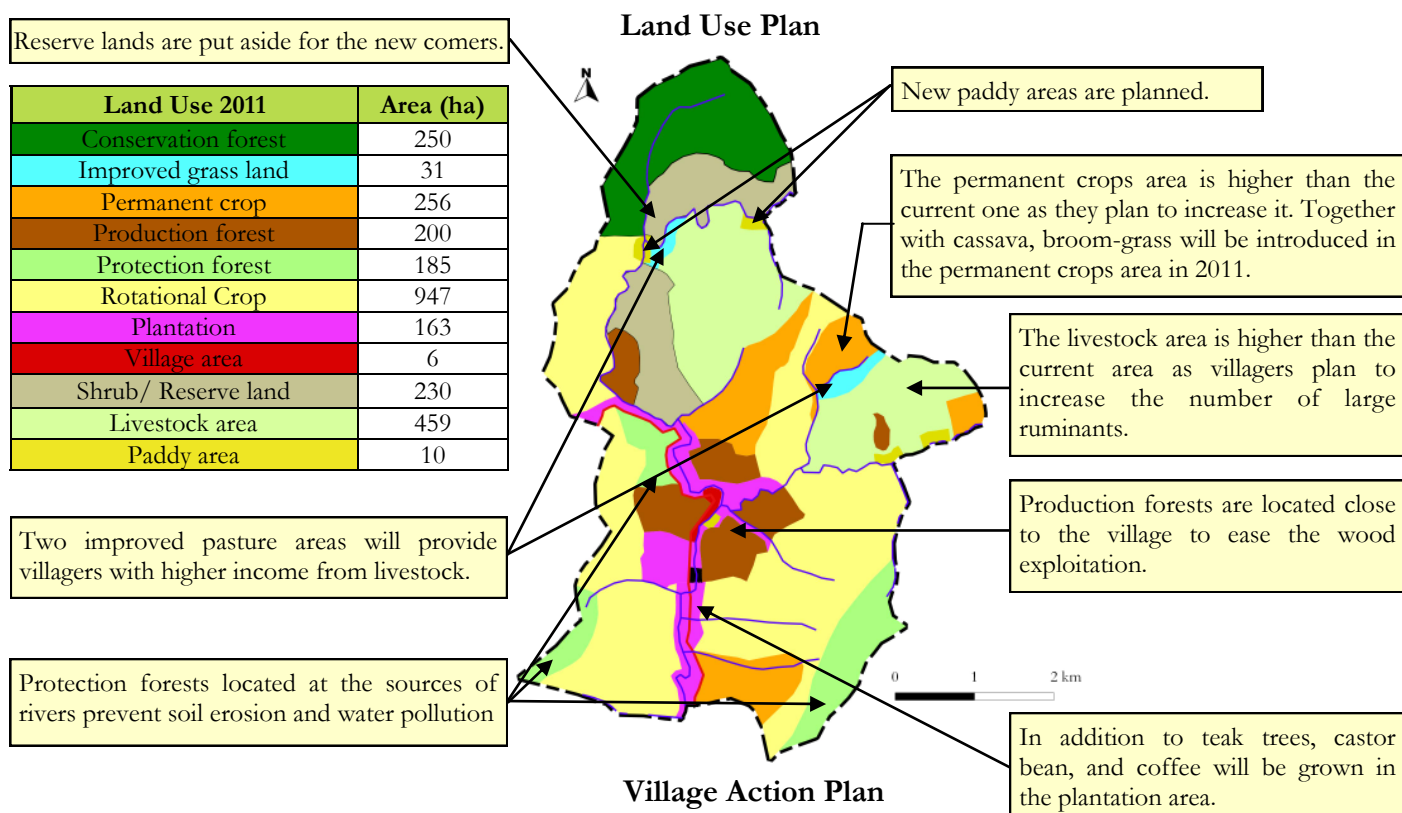 Land Use Plan
Reserve lands are put aside for the new comers.
N
New paddy areas are planned.
Land Use 2011 Area (ha)
Conservation forest 250
Improved grass land 31
Permanent crop 256
Production forest 200
Protection forest 185
Rotational Crop 947
Plantation 163
Village area 6
Shrub/ Reserve land 230
Livestock area 459
Paddy area 10
The permanent crops area is higher than the
current one as they plan to increase it. Together
with cassava, broom-grass will be introduced in
the permanent crops area in 2011.
The livestock area is higher than the
current area as villagers plan to
increase the number of large
ruminants.
Two improved pasture areas will provide
villagers with higher income from livestock.
Production forests are located close
to the village to ease the wood
exploitation.
Protection forests located at the sources of
rivers prevent soil erosion and water pollution
0 1 2 km
In addition to teak trees, castor
bean, and coffee will be grown in
the plantation area.
Village Action Plan